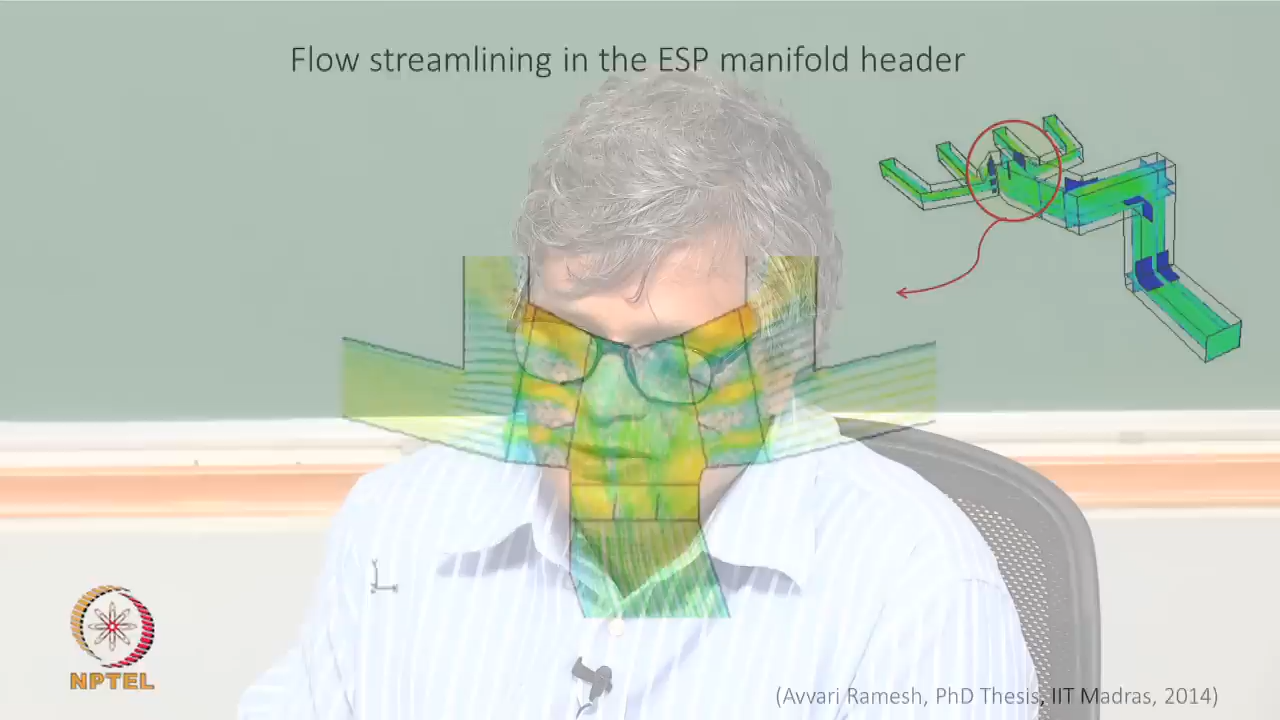 Flow streamlining in the ESP manifold header
NPTEL
(Avvari Ramesh, PhD Thesis, IIT Madras, 2014)